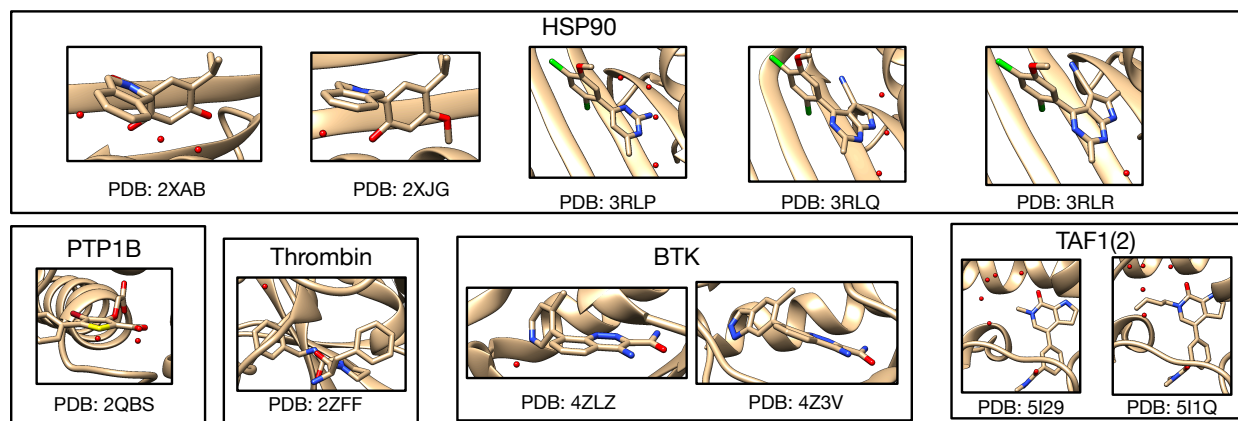 HSP90
PDB: 2XAB
PDB: 2XJG
PDB: 3RLP
PDB: 3RLQ
PDB: 3RLR
PTP1B
PDB: 2QBS
Thrombin
PDB: 2ZFF
BTK
PDB: 4ZLZ
PDB: 4Z3V
TAF1(2)
PDB: 5I29
PDB: 5I1Q